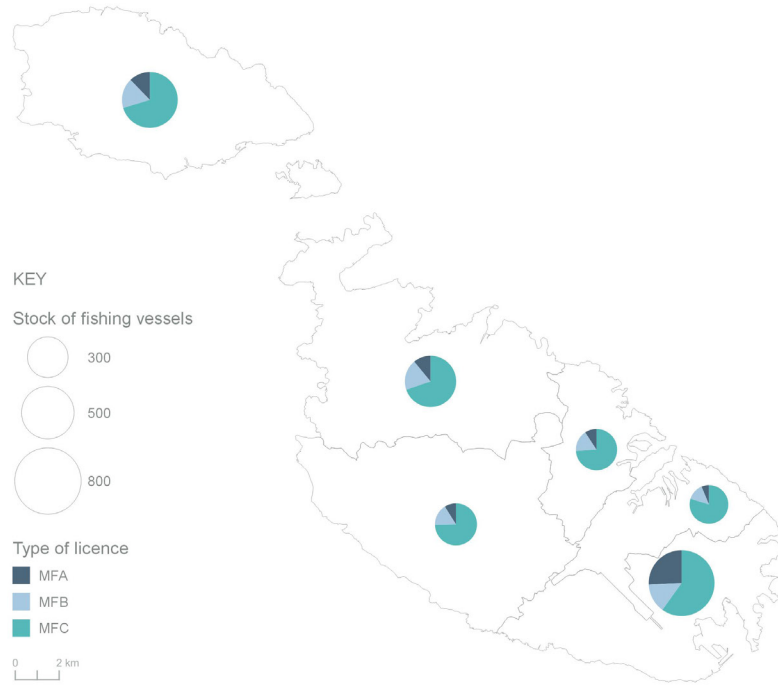 KEY
Stock of fishing vessels
300
500
800
Type of licence
MFA
MFB
MFC
0 2 km